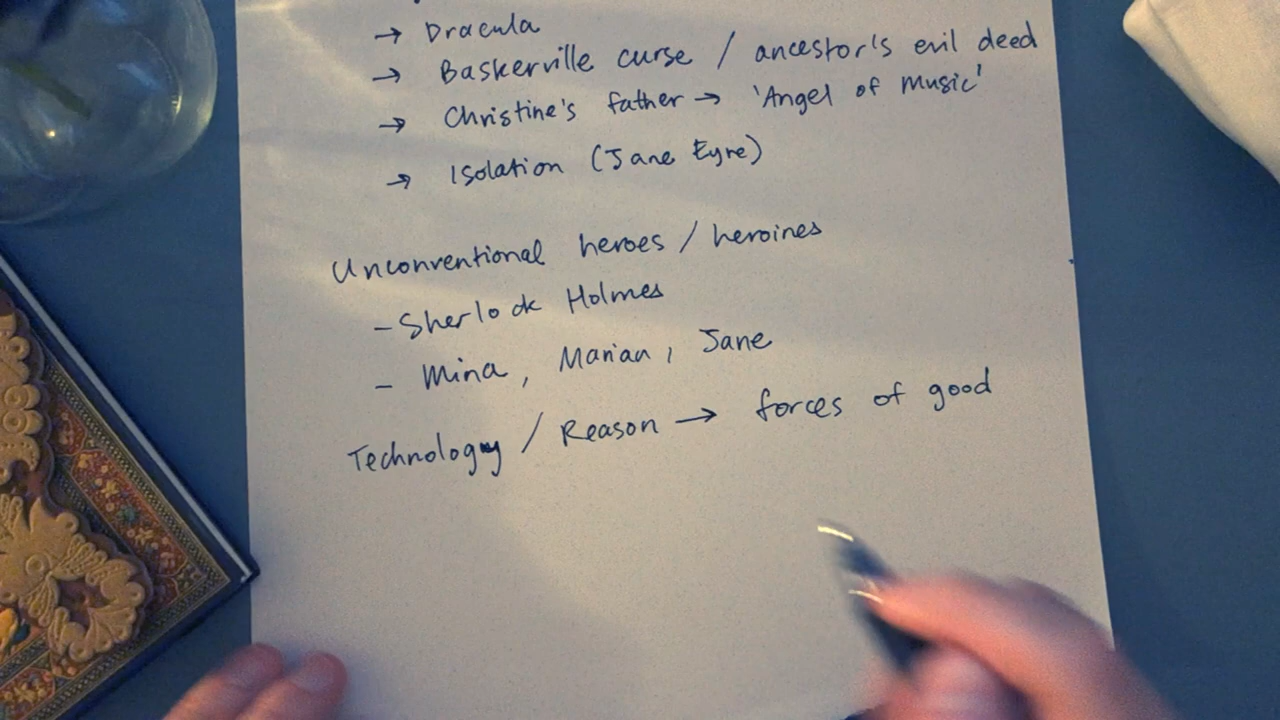 → Dracula
→ Baskerville curse / ancestor's evil deed
→ Christine's father → 'Angel of Music'
→ Isolation (Jane Eyre)
Unconventional heroes / heroines
- Sherlock Holmes
- Mina, Marian, Jane
Technology / Reason → forces of good